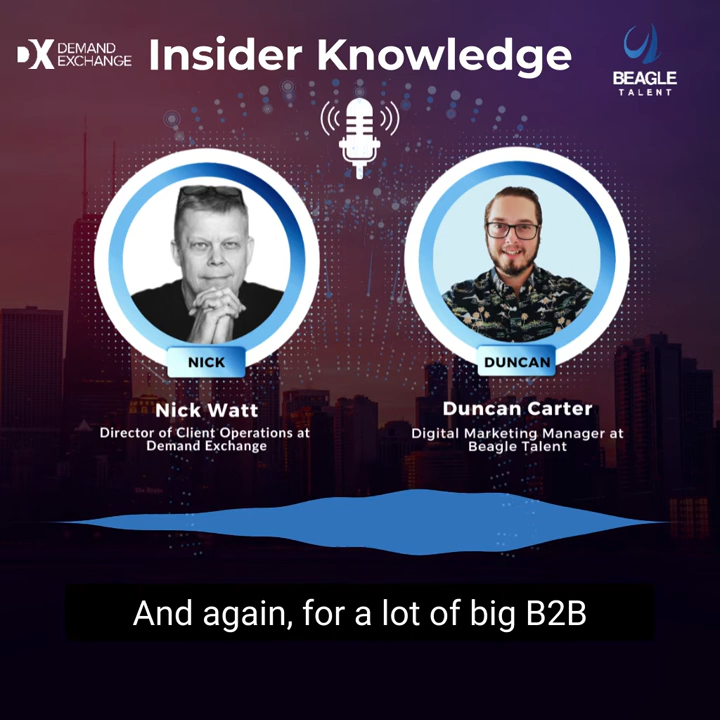 DX DEMAND
EXCHANGE
Insider Knowledge
BEAGLE
TALENT
NICK
DUNCAN
Nick Watt
Director of Client Operations at
Demand Exchange
Duncan Carter
Digital Marketing Manager at
Beagle Talent
And again, for a lot of big B2B